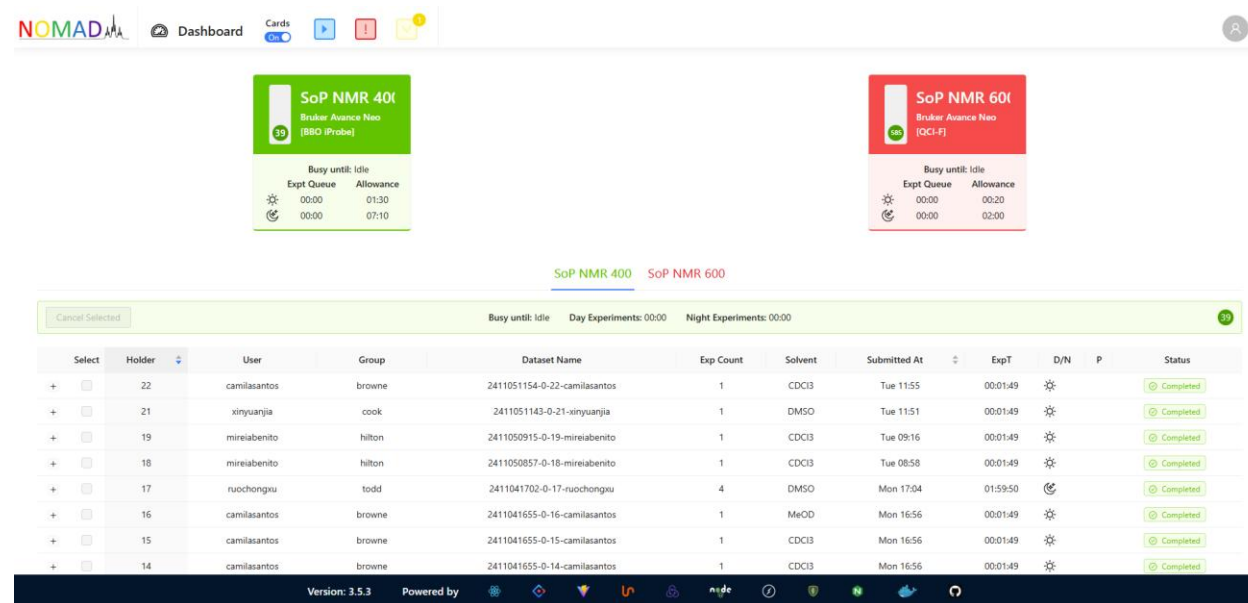 NOMAD Dashboard Cards On 1
SoP NMR 400 SoP NMR 600
Bruker Avance Neo Bruker Avance Neo
39 [BBO iProbe] SBS [QCI-F]
Busy until: Idle Busy until: Idle
Expt Queue Allowance Expt Queue Allowance
00:00 01:30 00:00 00:20
00:00 07:10 00:00 02:00
SoP NMR 400 SoP NMR 600
Cancel Selected Busy until: Idle Day Experiments: 00:00 Night Experiments: 00:00 39
Select Holder User Group Dataset Name Exp Count Solvent Submitted At ExpT D/N P Status
+ 22 camilasantos browne 2411051154-0-22-camilasantos 1 CDCl3 Tue 11:55 00:01:49 Completed
+ 21 xinyuanjia cook 2411051143-0-21-xinyuanjia 1 DMSO Tue 11:51 00:01:49 Completed
+ 19 mireiabenito hilton 2411050915-0-19-mireiabenito 1 CDCl3 Tue 09:16 00:01:49 Completed
+ 18 mireiabenito hilton 2411050857-0-18-mireiabenito 1 CDCl3 Tue 08:58 00:01:49 Completed
+ 17 ruochongxu todd 2411041702-0-17-ruochongxu 4 DMSO Mon 17:04 01:59:50 Completed
+ 16 camilasantos browne 2411041655-0-16-camilasantos 1 MeOD Mon 16:56 00:01:49 Completed
+ 15 camilasantos browne 2411041655-0-15-camilasantos 1 CDCl3 Mon 16:56 00:01:49 Completed
+ 14 camilasantos browne 2411041655-0-14-camilasantos 1 CDCl3 Mon 16:56 00:01:49 Completed
Version: 3.5.3 Powered by node N